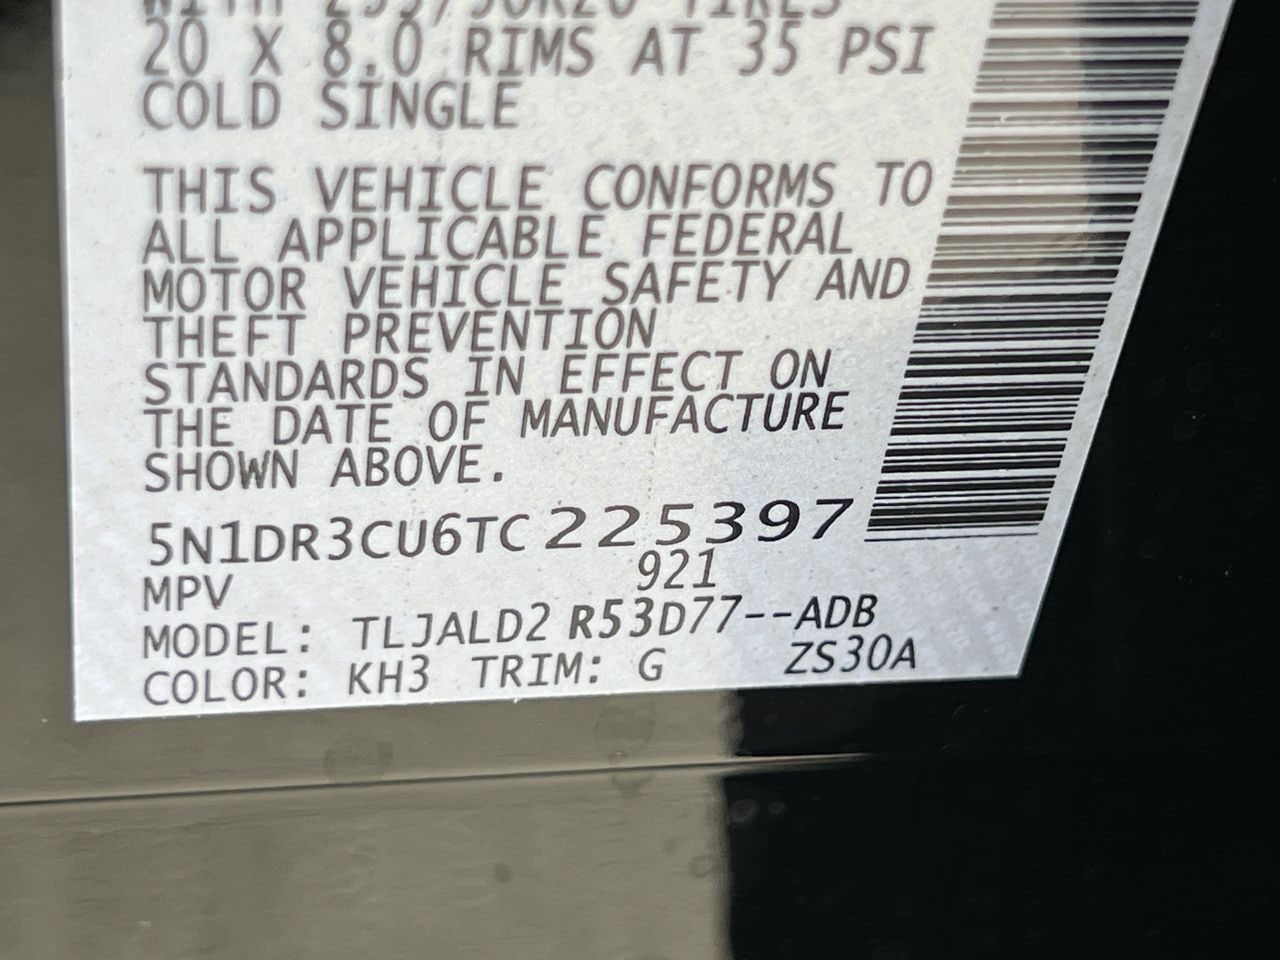 20 X 8.0 RIMS AT 35 PSI
COLD SINGLE
THIS VEHICLE CONFORMS TO
ALL APPLICABLE FEDERAL
MOTOR VEHICLE SAFETY AND
THEFT PREVENTION
STANDARDS IN EFFECT ON
THE DATE OF MANUFACTURE
SHOWN ABOVE.
5N1DR3CU6TC225397
MPV 921
MODEL: TLJALD2 R53D77--ADB
COLOR: KH3 TRIM: G ZS30A